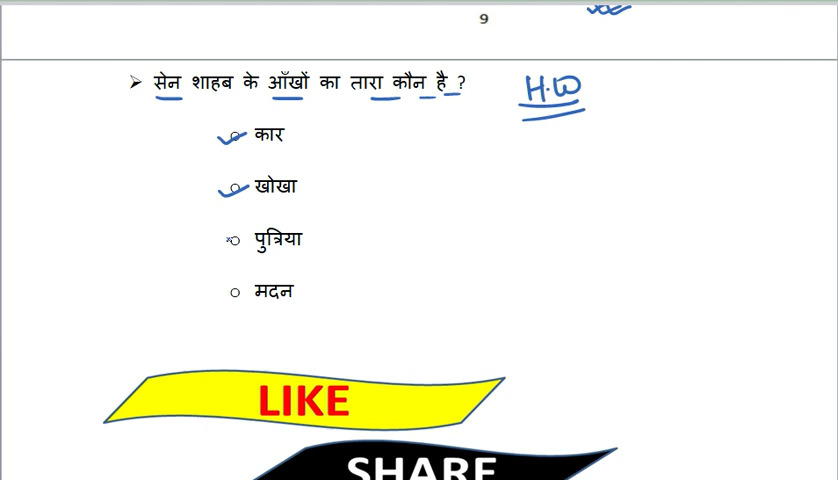 9
➢ सेन शाहब के आँखों का तारा कौन है ? H.W
कार
खोखा
पुत्रिया
मदन
LIKE
SHARE